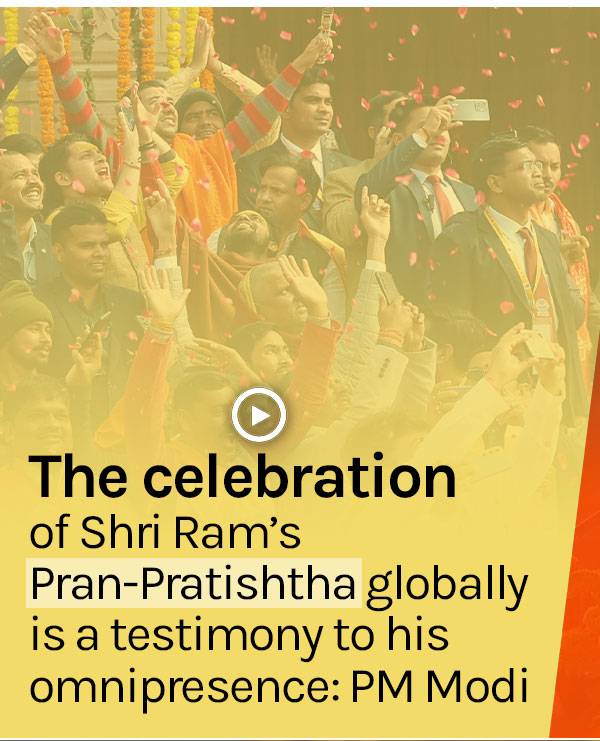 The celebration
of Shri Ram’s
Pran-Pratishtha globally
is a testimony to his
omnipresence: PM Modi